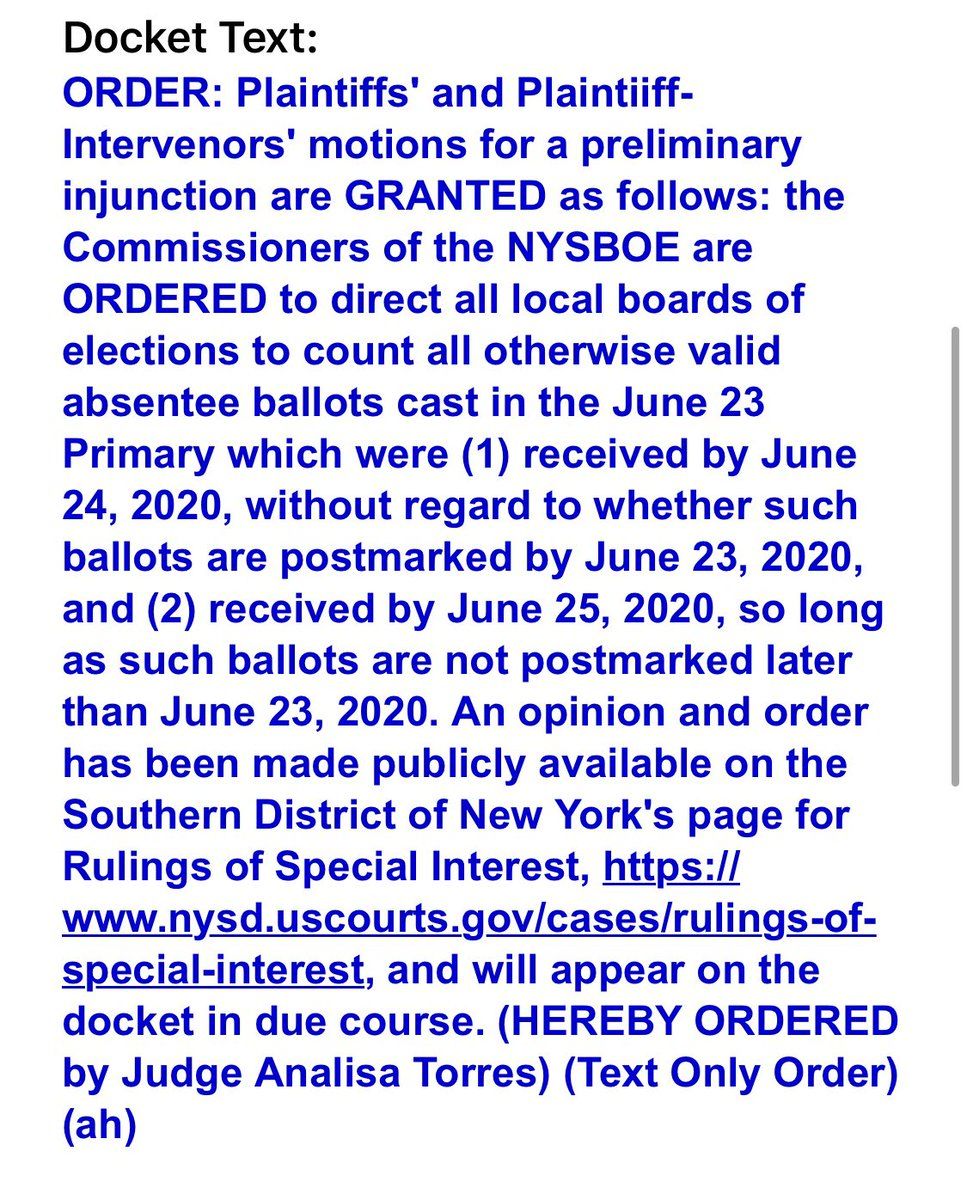 Docket Text:
ORDER: Plaintiffs' and Plaintiiff-
Intervenors' motions for a preliminary
injunction are GRANTED as follows: the
Commissioners of the NYSBOE are
ORDERED to direct all local boards of
elections to count all otherwise valid
absentee ballots cast in the June 23
Primary which were (1) received by June
24, 2020, without regard to whether such
ballots are postmarked by June 23, 2020,
and (2) received by June 25, 2020, so long
as such ballots are not postmarked later
than June 23, 2020. An opinion and order
has been made publicly available on the
Southern District of New York's page for
Rulings of Special Interest, https://
www.nysd.uscourts.gov/cases/rulings-of-
special-interest, and will appear on the
docket in due course. (HEREBY ORDERED
by Judge Analisa Torres) (Text Only Order)
(ah)